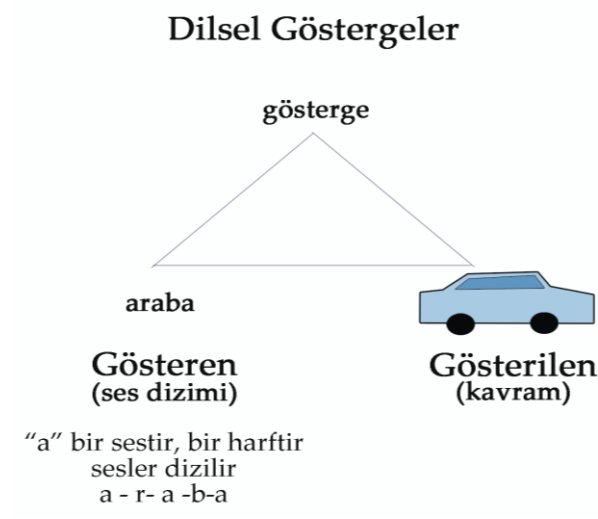 Dilsel Göstergeler
gösterge
araba
Gösteren
(ses dizimi)
Gösterilen
(kavram)
“a” bir sestir, bir harftir
sesler dizilir
a - r- a -b-a